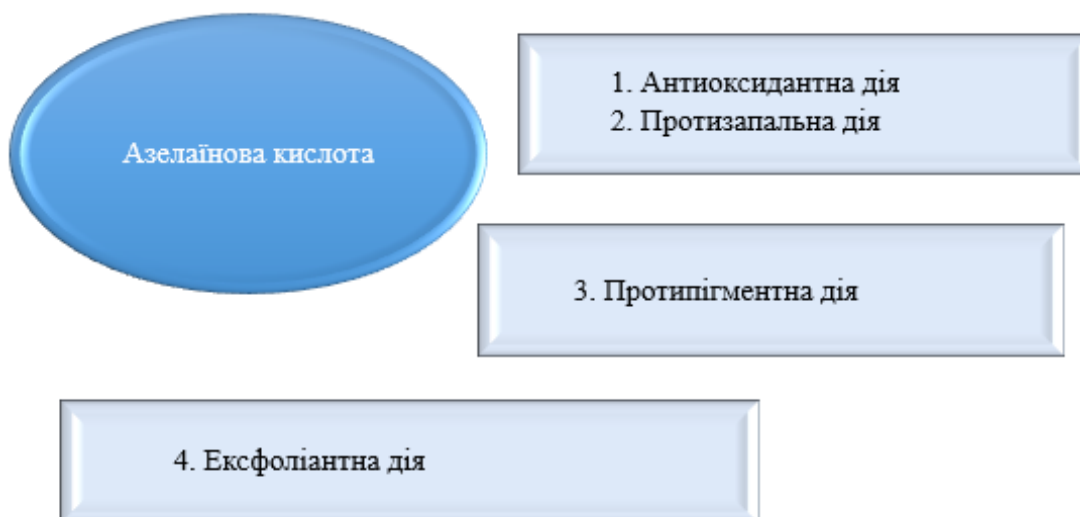 Азелаїнова кислота
1. Антиоксидантна дія
2. Протизапальна дія
3. Протипігментна дія
4. Ексфоліантна дія